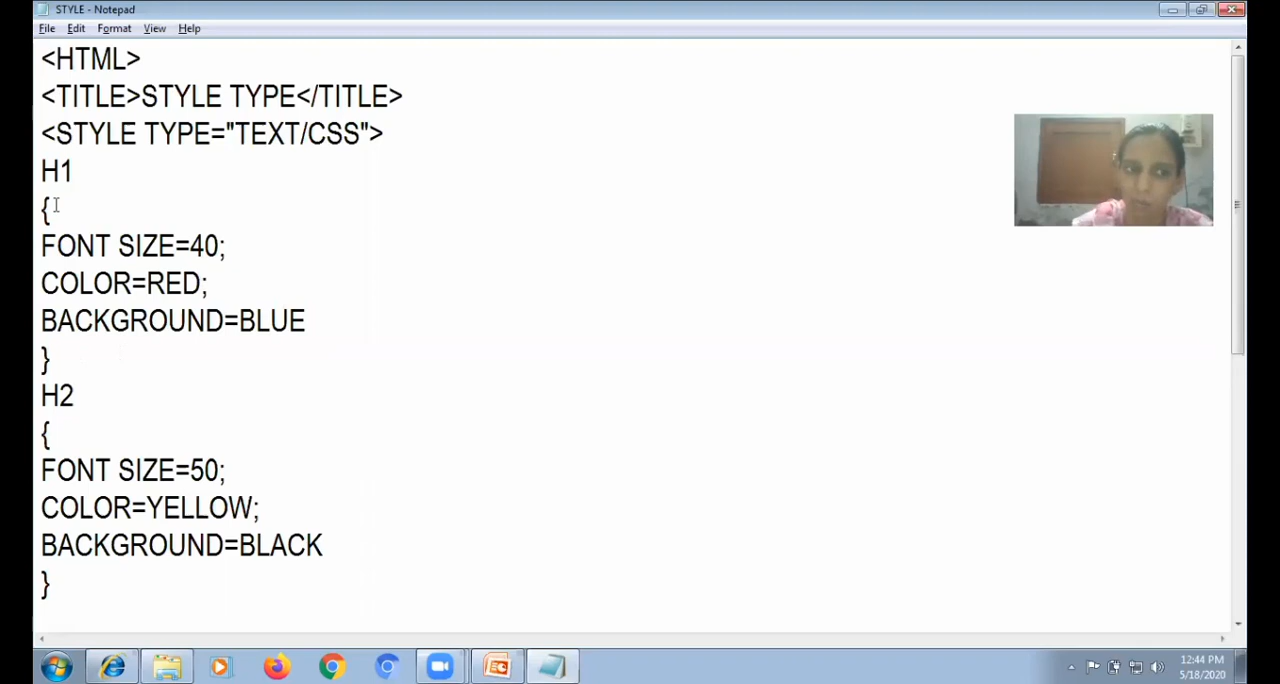 STYLE - Notepad
File Edit Format View Help
<HTML>
<TITLE>STYLE TYPE</TITLE>
<STYLE TYPE="TEXT/CSS">
H1
{
FONT SIZE=40;
COLOR=RED;
BACKGROUND=BLUE
}
H2
{
FONT SIZE=50;
COLOR=YELLOW;
BACKGROUND=BLACK
}
12:44 PM
5/18/2020